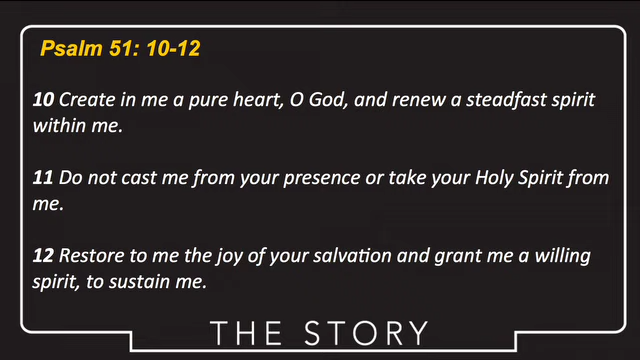 Psalm 51: 10-12
10 Create in me a pure heart, O God, and renew a steadfast spirit
within me.
11 Do not cast me from your presence or take your Holy Spirit from
me.
12 Restore to me the joy of your salvation and grant me a willing
spirit, to sustain me.
THE STORY